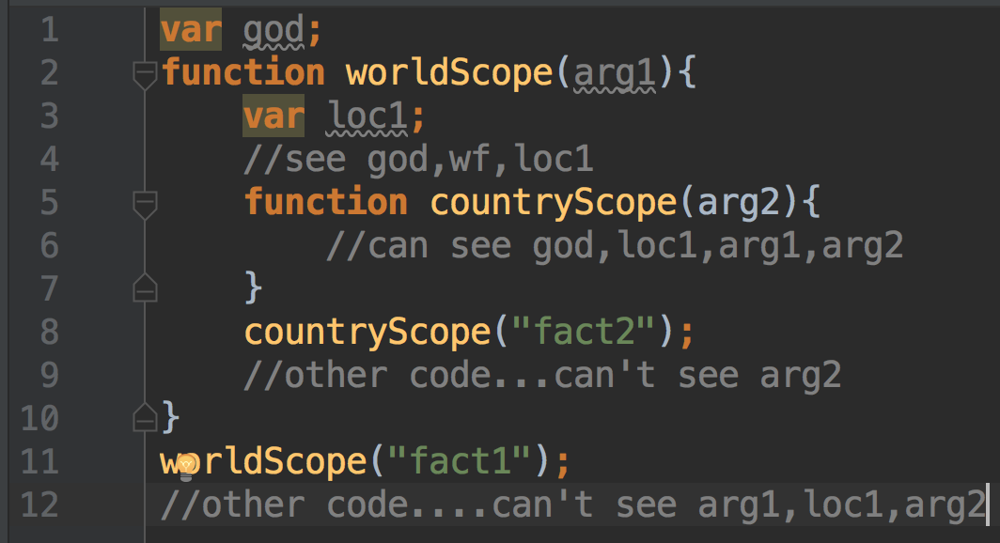 1 var god;
2 function worldScope(arg1){
3 var loc1;
4 //see god,wf,loc1
5 function countryScope(arg2){
6 //can see god,loc1,arg1,arg2
7 }
8 countryScope("fact2");
9 //other code...can't see arg2
10 }
11 worldScope("fact1");
12 //other code....can't see arg1,loc1,arg2